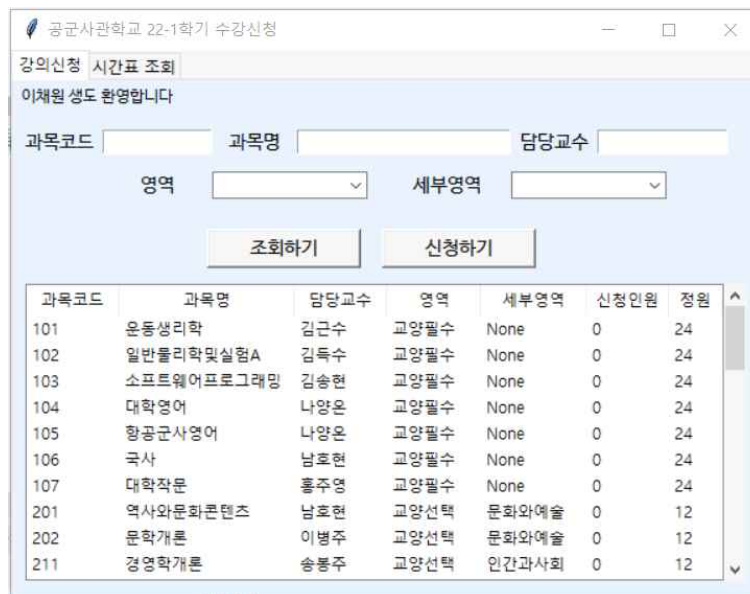 공군사관학교 22-1학기 수강신청
강의신청 시간표 조회
이채원 생도 환영합니다
과목코드 과목명 담당교수
영역 세부영역
조회하기 신청하기
과목코드 과목명 담당교수 영역 세부영역 신청인원 정원
101 운동생리학 김근수 교양필수 None 0 24
102 일반물리학및실험A 김득수 교양필수 None 0 24
103 소프트웨어프로그래밍 김송현 교양필수 None 0 24
104 대학영어 나양온 교양필수 None 0 24
105 항공군사영어 나양온 교양필수 None 0 24
106 국사 남호현 교양필수 None 0 24
107 대학작문 홍주영 교양필수 None 0 24
201 역사와문화콘텐츠 남호현 교양선택 문화와예술 0 12
202 문학개론 이병주 교양선택 문화와예술 0 12
211 경영학개론 송봉주 교양선택 인간과사회 0 12